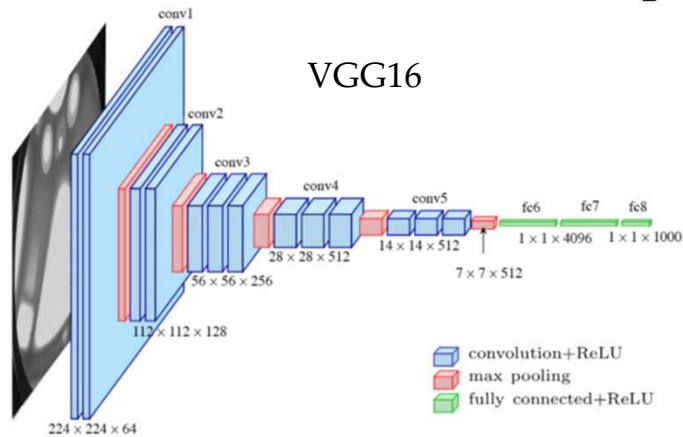 conv1
VGG16
conv2
conv3
conv4
conv5
fc6
fc7
fc8
1 × 1 × 4096
1 × 1 × 1000
14 × 14 × 512
28 × 28 × 512
7 × 7 × 512
56 × 56 × 256
112 × 112 × 128
224 × 224 × 64
convolution+ReLU
max pooling
fully connected+ReLU